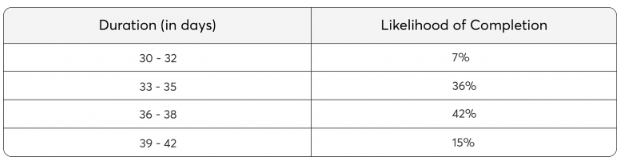 Duration (in days) Likelihood of Completion
30 - 32 7%
33 - 35 36%
36 - 38 42%
39 - 42 15%